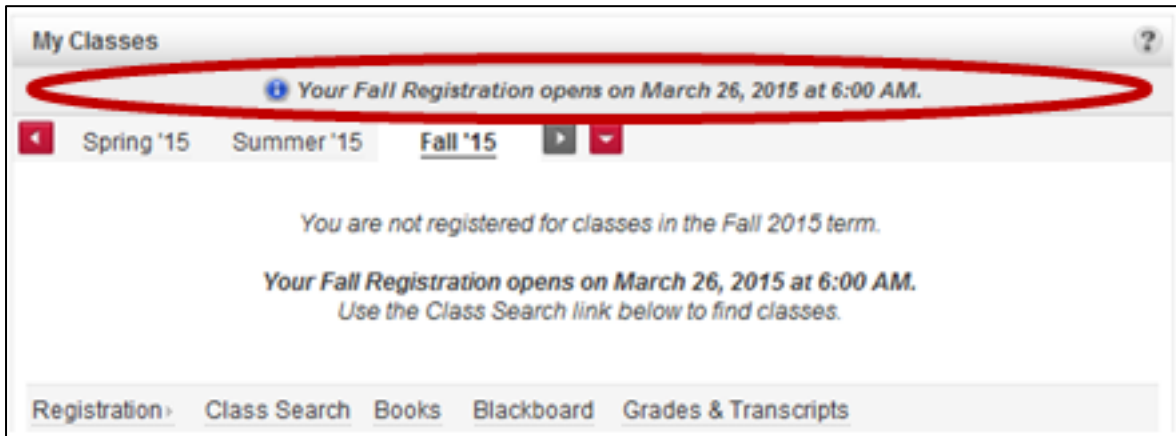 My Classes ?
Your Fall Registration opens on March 26, 2015 at 6:00 AM.
Spring '15 Summer '15 Fall '15
You are not registered for classes in the Fall 2015 term.
Your Fall Registration opens on March 26, 2015 at 6:00 AM.
Use the Class Search link below to find classes.
Registration› Class Search Books Blackboard Grades & Transcripts